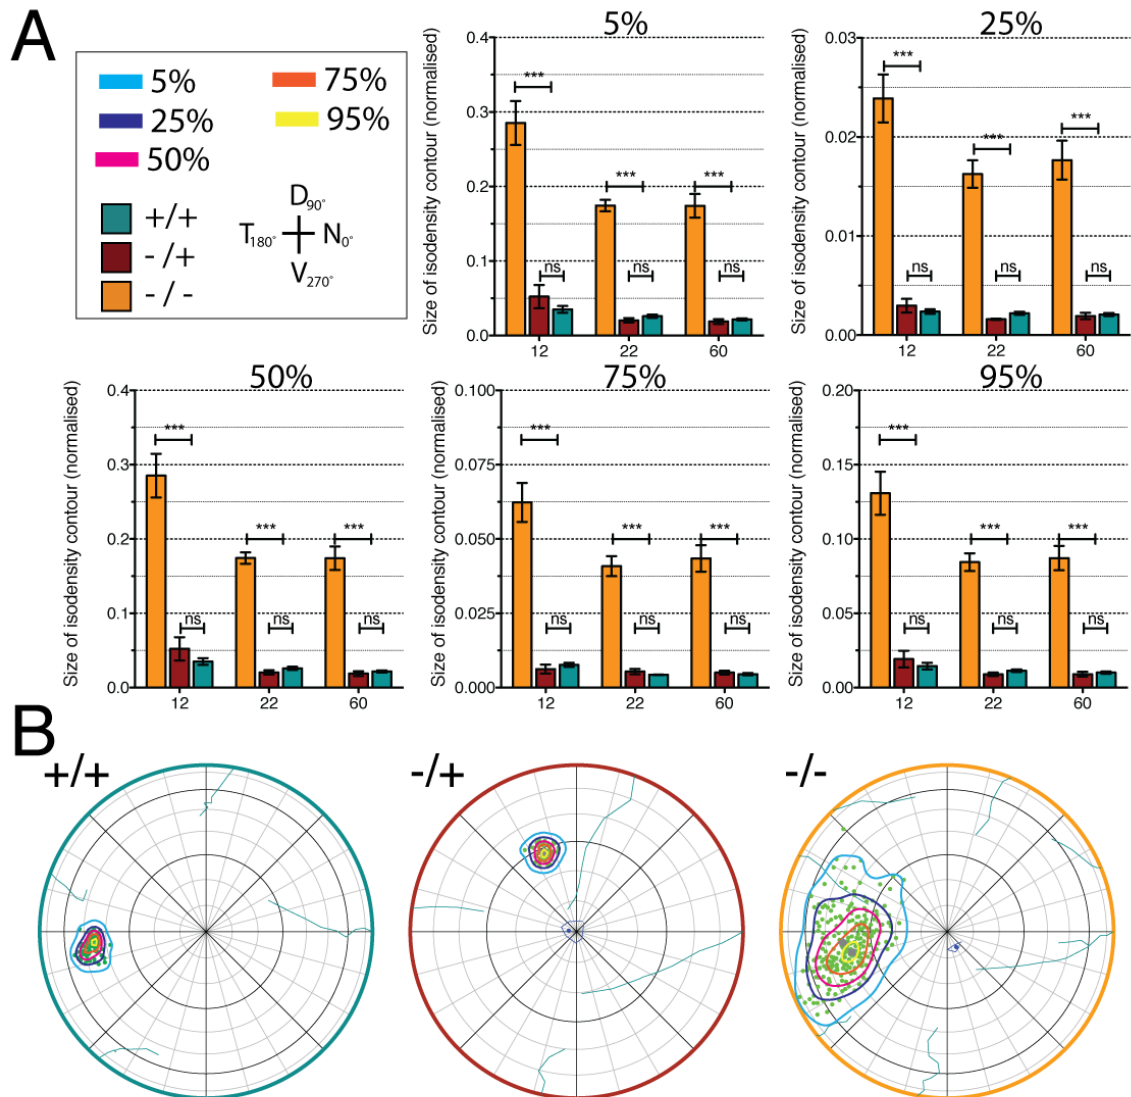 A
5%
25%
50%
75%
95%
+/+
-/+
-/-
D90°
T180° N0°
V270°
5%
Size of isodensity contour (normalised)
0.4
0.3
0.2
0.1
0.0
***
***
***
ns
ns
ns
12 22 60
25%
Size of isodensity contour (normalised)
0.03
0.02
0.01
0.00
***
***
***
ns
ns
ns
12 22 60
50%
Size of isodensity contour (normalised)
0.4
0.3
0.2
0.1
0.0
***
***
***
ns
ns
ns
12 22 60
75%
Size of isodensity contour (normalised)
0.100
0.075
0.050
0.025
0.000
***
***
***
ns
ns
ns
12 22 60
95%
Size of isodensity contour (normalised)
0.20
0.15
0.10
0.05
0.00
***
***
***
ns
ns
ns
12 22 60
B
+/+
-/+
-/-